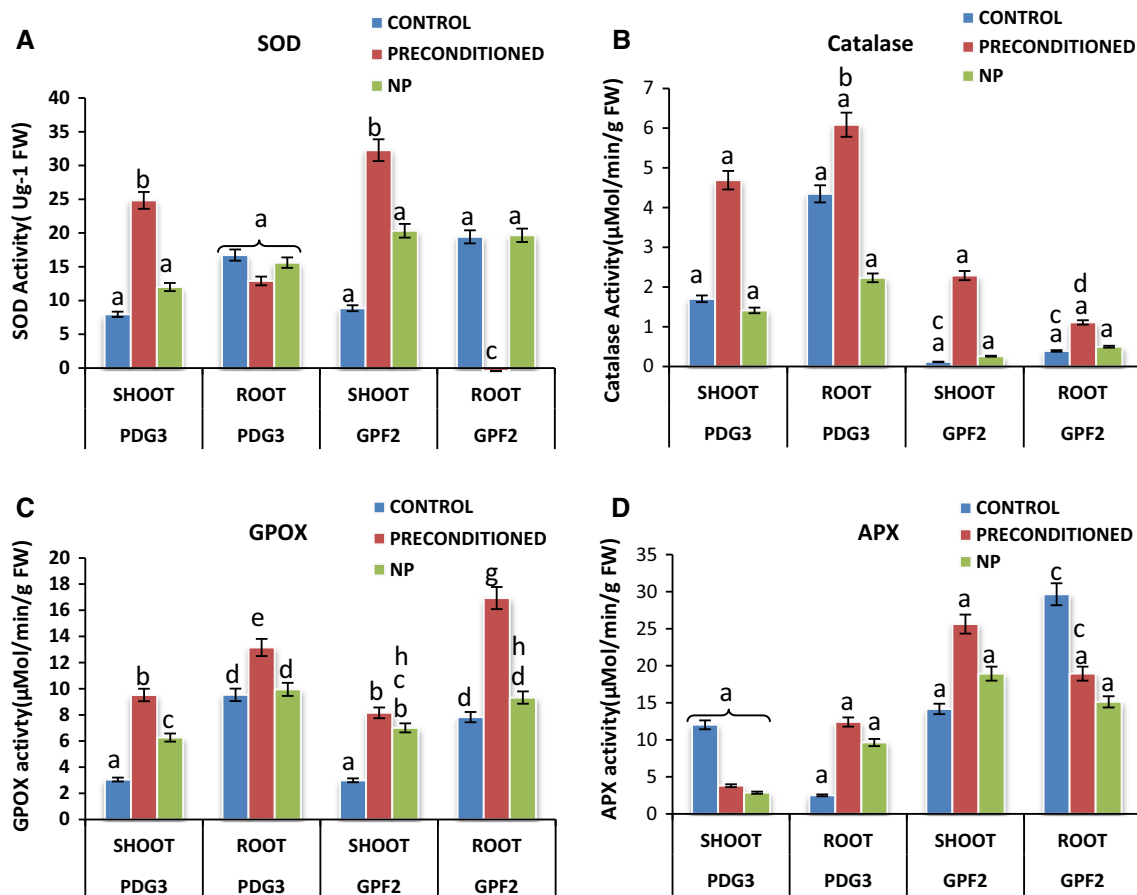 A
SOD
CONTROL
PRECONDITIONED
NP
SOD Activity( Ug-1 FW)
40
35
30
25
20
15
10
5
0
a
b
a
a
a
b
a
a
c
a
SHOOT
ROOT
SHOOT
ROOT
PDG3
PDG3
GPF2
GPF2
B
Catalase
CONTROL
PRECONDITIONED
NP
Catalase Activity(µMol/min/g FW)
7
6
5
4
3
2
1
0
a
a
a
a
b
a
a
c
a
a
a
c
a
d
a
a
SHOOT
ROOT
SHOOT
ROOT
PDG3
PDG3
GPF2
GPF2
C
GPOX
CONTROL
PRECONDITIONED
NP
GPOX activity(µMol/min/g FW)
20
18
16
14
12
10
8
6
4
2
0
a
b
c
d
e
d
a
b
h
c
b
d
g
h
d
SHOOT
ROOT
SHOOT
ROOT
PDG3
PDG3
GPF2
GPF2
D
APX
CONTROL
PRECONDITIONED
NP
APX activity(µMol/min/g FW)
35
30
25
20
15
10
5
0
a
a
a
a
a
a
a
c
c
a
a
SHOOT
ROOT
SHOOT
ROOT
PDG3
PDG3
GPF2
GPF2